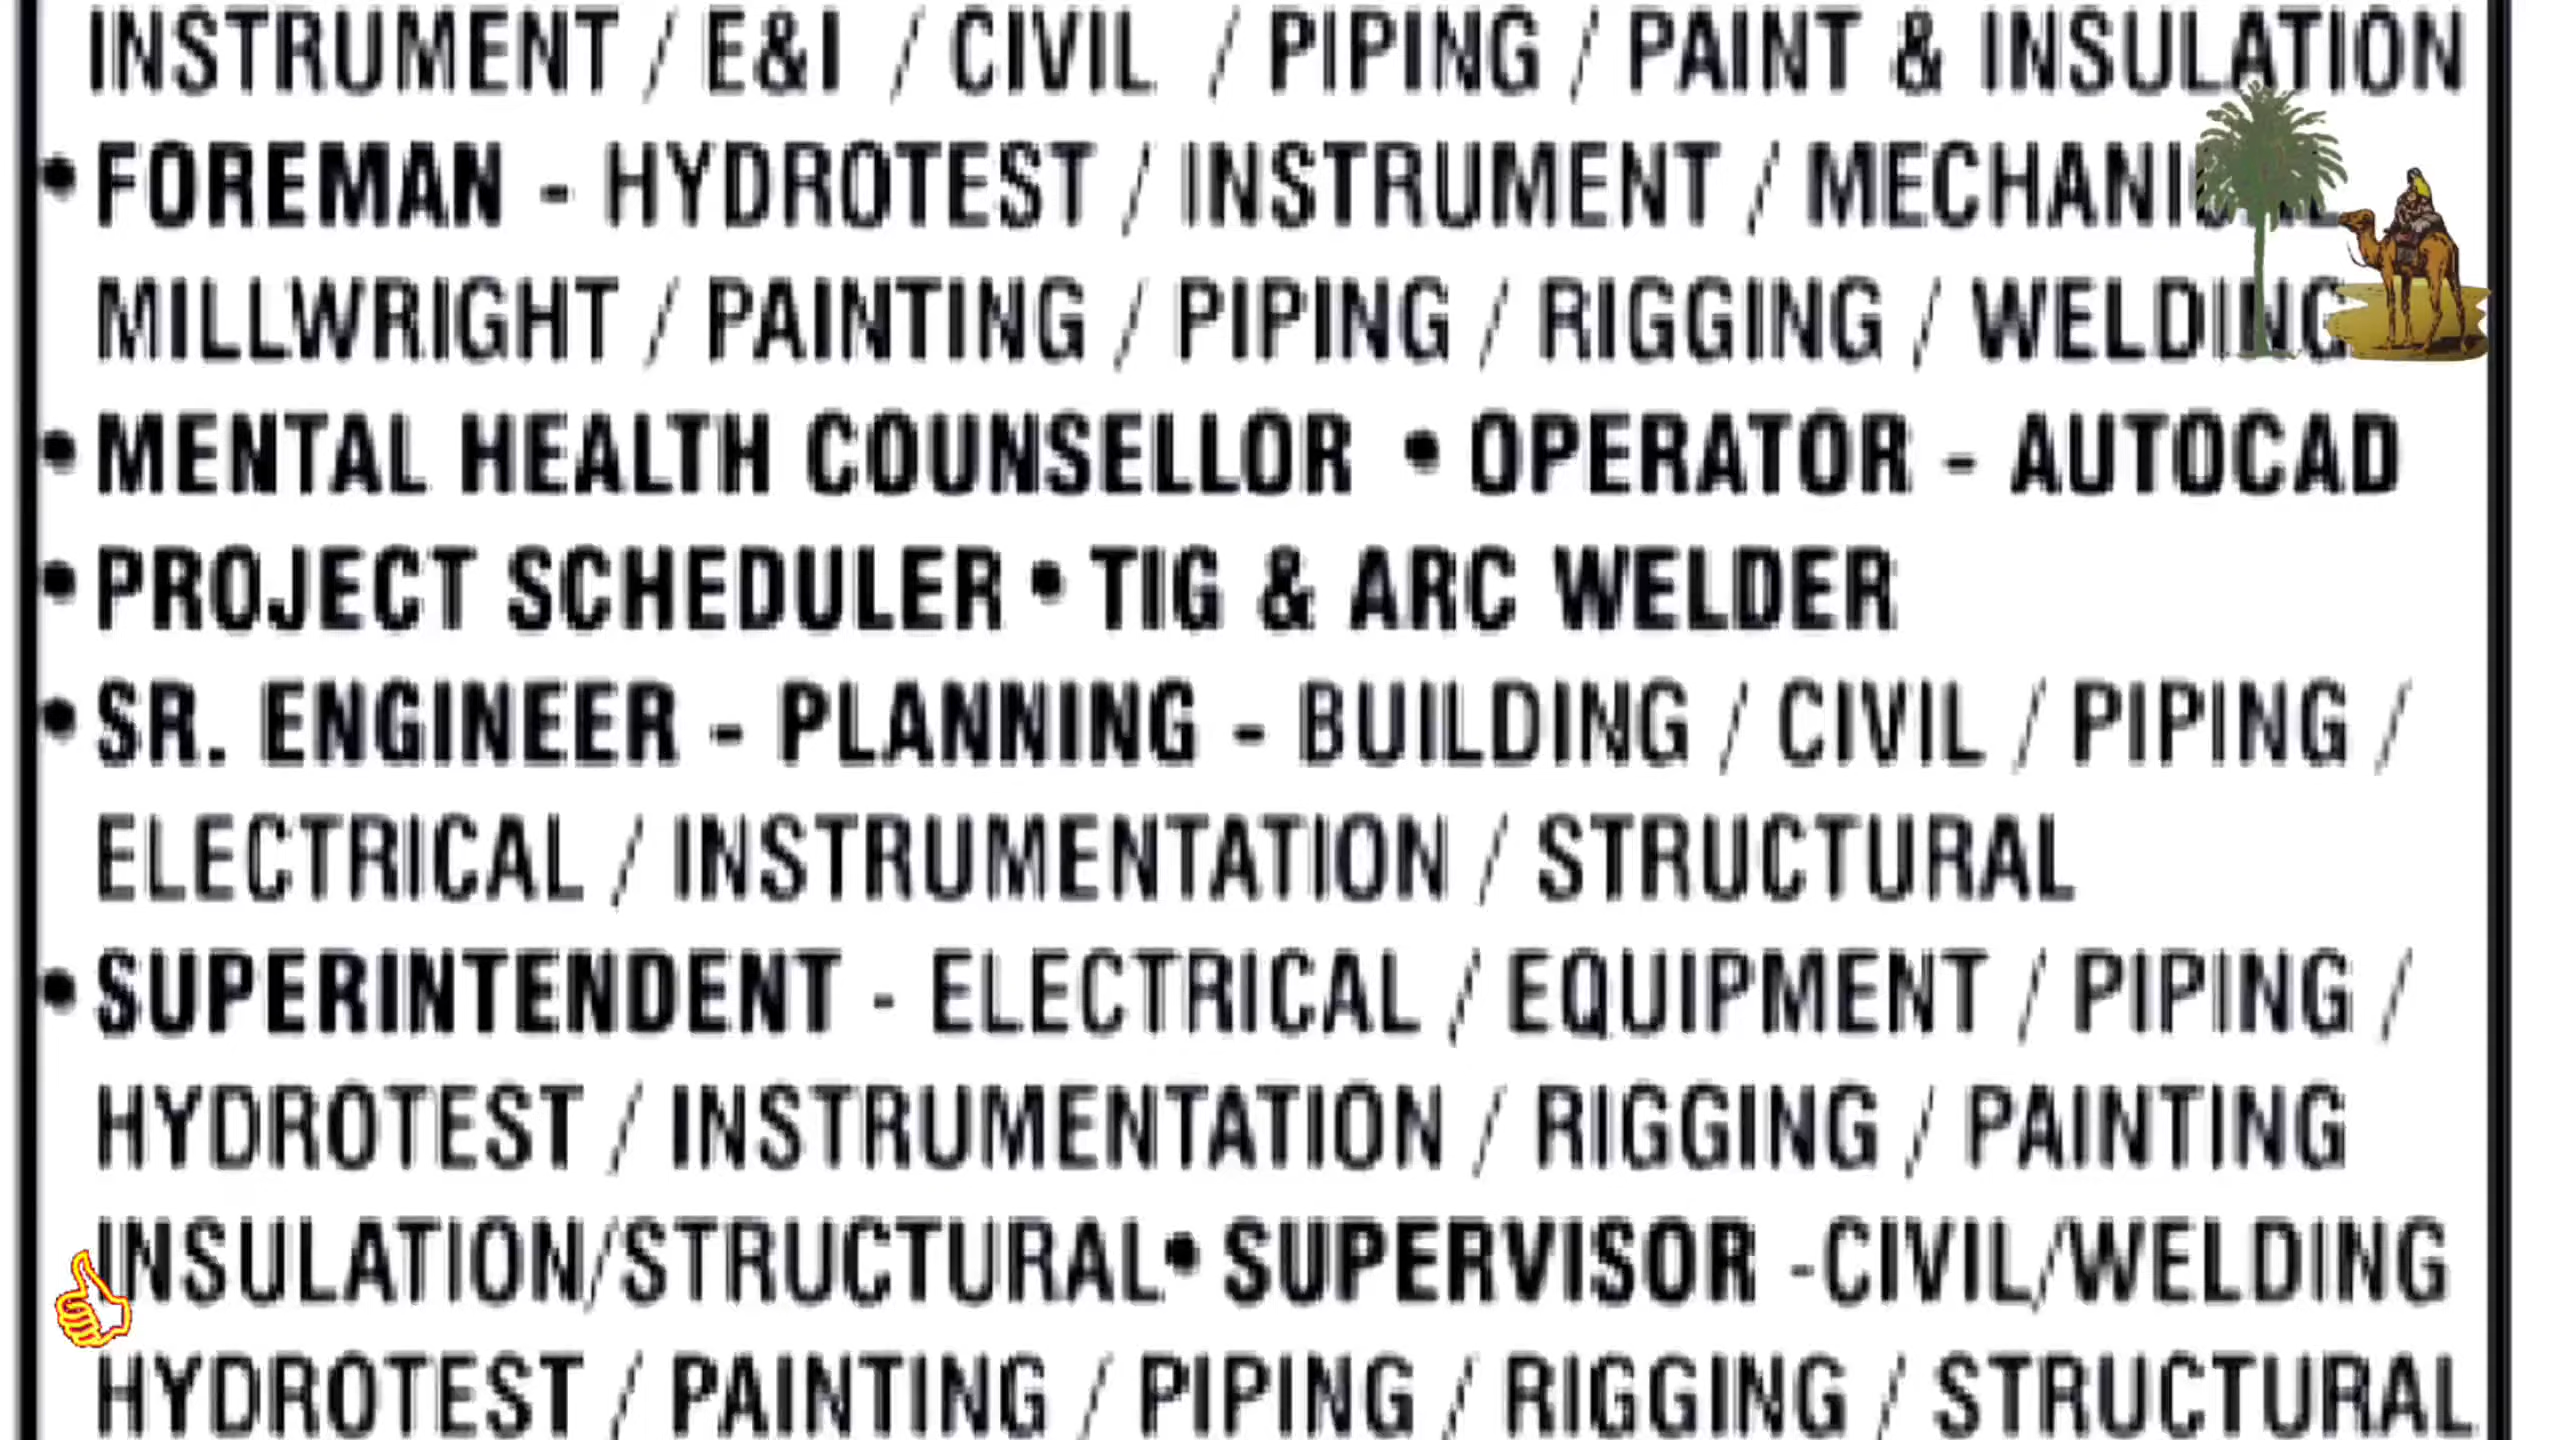 INSTRUMENT / E&I / CIVIL / PIPING / PAINT & INSULATION
• FOREMAN - HYDROTEST / INSTRUMENT / MECHANICAL
MILLWRIGHT / PAINTING / PIPING / RIGGING / WELDING
• MENTAL HEALTH COUNSELLOR • OPERATOR - AUTOCAD
• PROJECT SCHEDULER • TIG & ARC WELDER
• SR. ENGINEER - PLANNING - BUILDING / CIVIL / PIPING /
ELECTRICAL / INSTRUMENTATION / STRUCTURAL
• SUPERINTENDENT - ELECTRICAL / EQUIPMENT / PIPING /
HYDROTEST / INSTRUMENTATION / RIGGING / PAINTING
INSULATION/STRUCTURAL• SUPERVISOR -CIVIL/WELDING
HYDROTEST / PAINTING / PIPING / RIGGING / STRUCTURAL